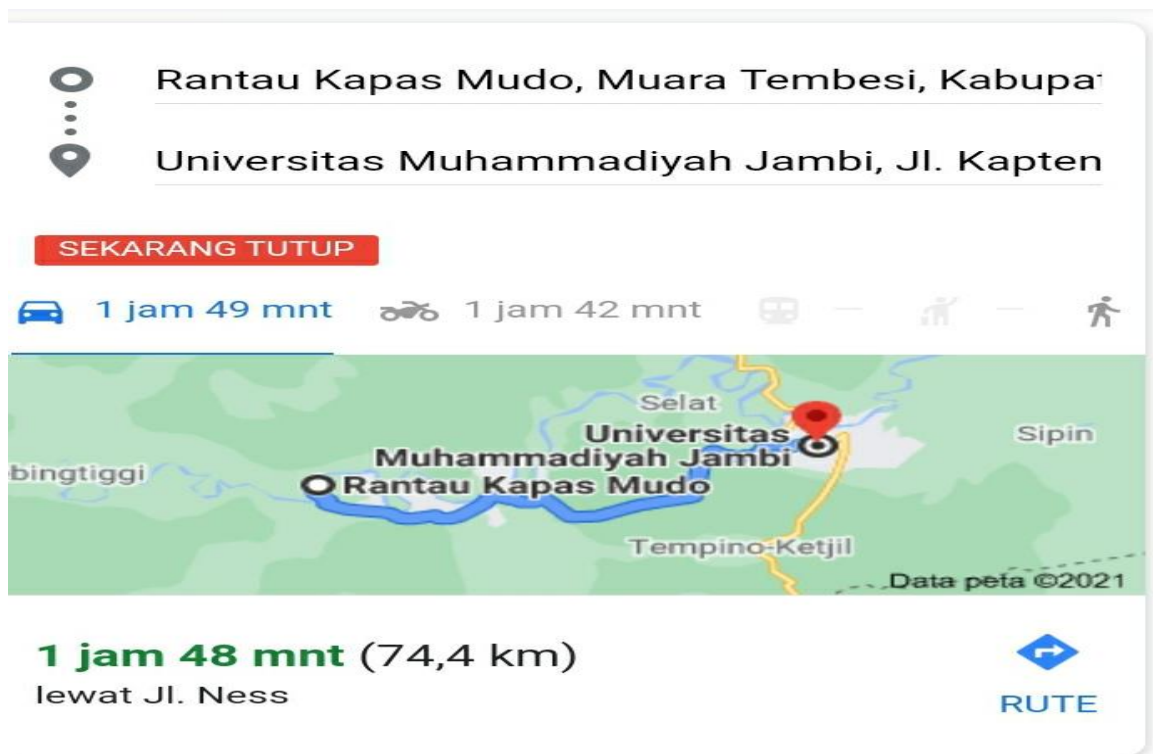 Rantau Kapas Mudo, Muara Tembesi, Kabupat
Universitas Muhammadiyah Jambi, Jl. Kapten
SEKARANG TUTUP
1 jam 49 mnt 1 jam 42 mnt — —
Selat
Universitas
Muhammadiyah Jambi
Sipin
bingtiggi
Rantau Kapas Mudo
Tempino-Ketjil
Data peta ©2021
1 jam 48 mnt (74,4 km)
lewat Jl. Ness
RUTE